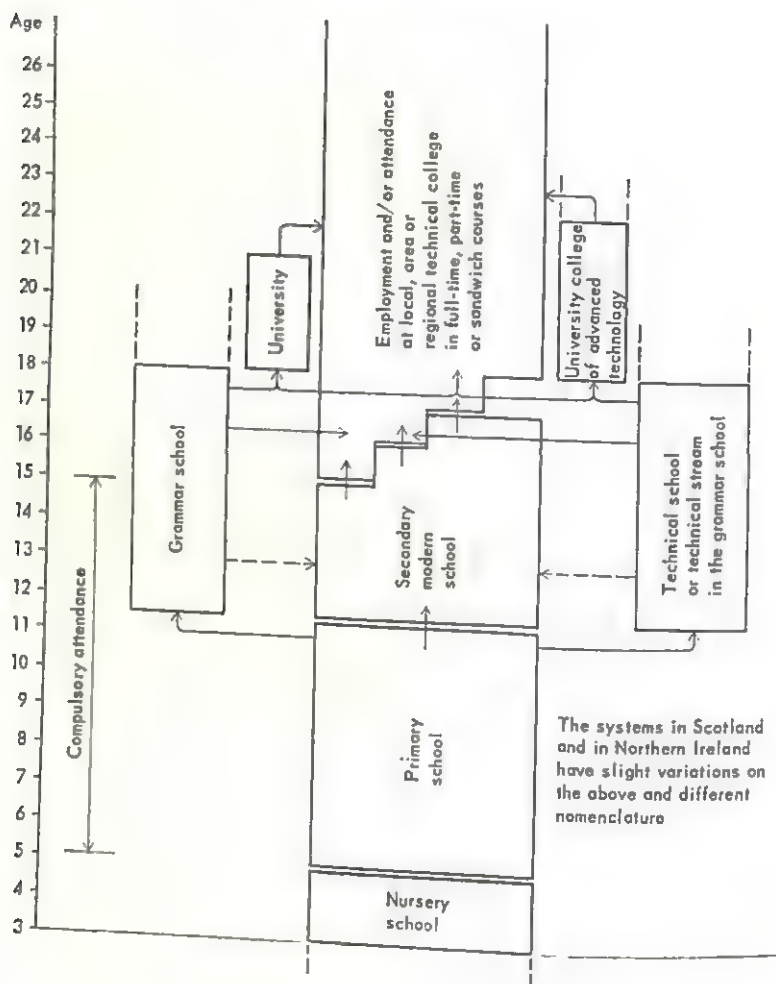 Age
26
25
24
23
22
21
20
19
18
17
16
15
14
13
12
11
10
9
8
7
6
5
4
3
Compulsory attendance
Grammar school
University
Employment and/or attendance
at local, area or
regional technical college
in full-time, part-time
or sandwich courses
University college
of advanced
technology
Secondary
modern
school
Technical school
or technical stream
in the grammar school
Primary
school
Nursery
school
The systems in Scotland
and in Northern Ireland
have slight variations on
the above and different
nomenclature